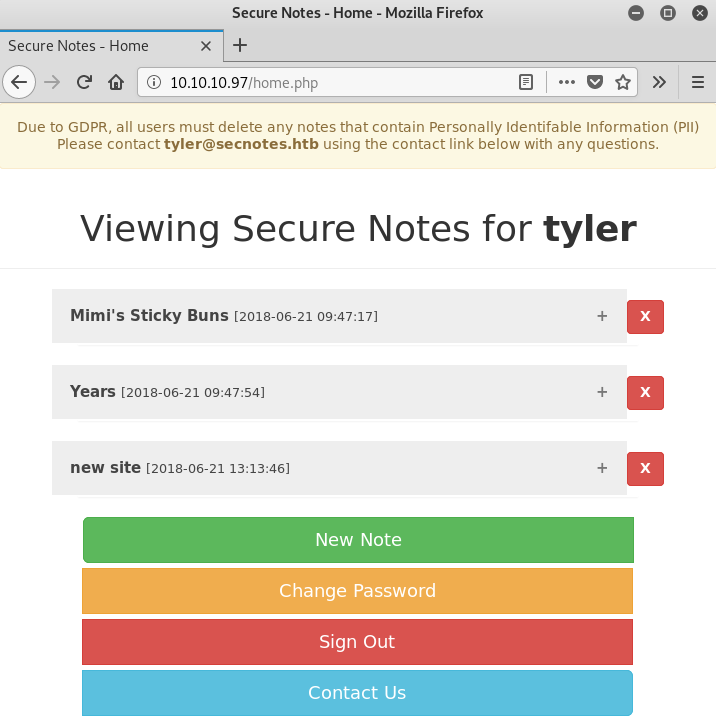 Secure Notes - Home - Mozilla Firefox
Secure Notes - Home
10.10.10.97/home.php
Due to GDPR, all users must delete any notes that contain Personally Identifable Information (PII)
Please contact tyler@secnotes.htb using the contact link below with any questions.
Viewing Secure Notes for tyler
Mimi's Sticky Buns [2018-06-21 09:47:17] + X
Years [2018-06-21 09:47:54] + X
new site [2018-06-21 13:13:46] + X
New Note
Change Password
Sign Out
Contact Us